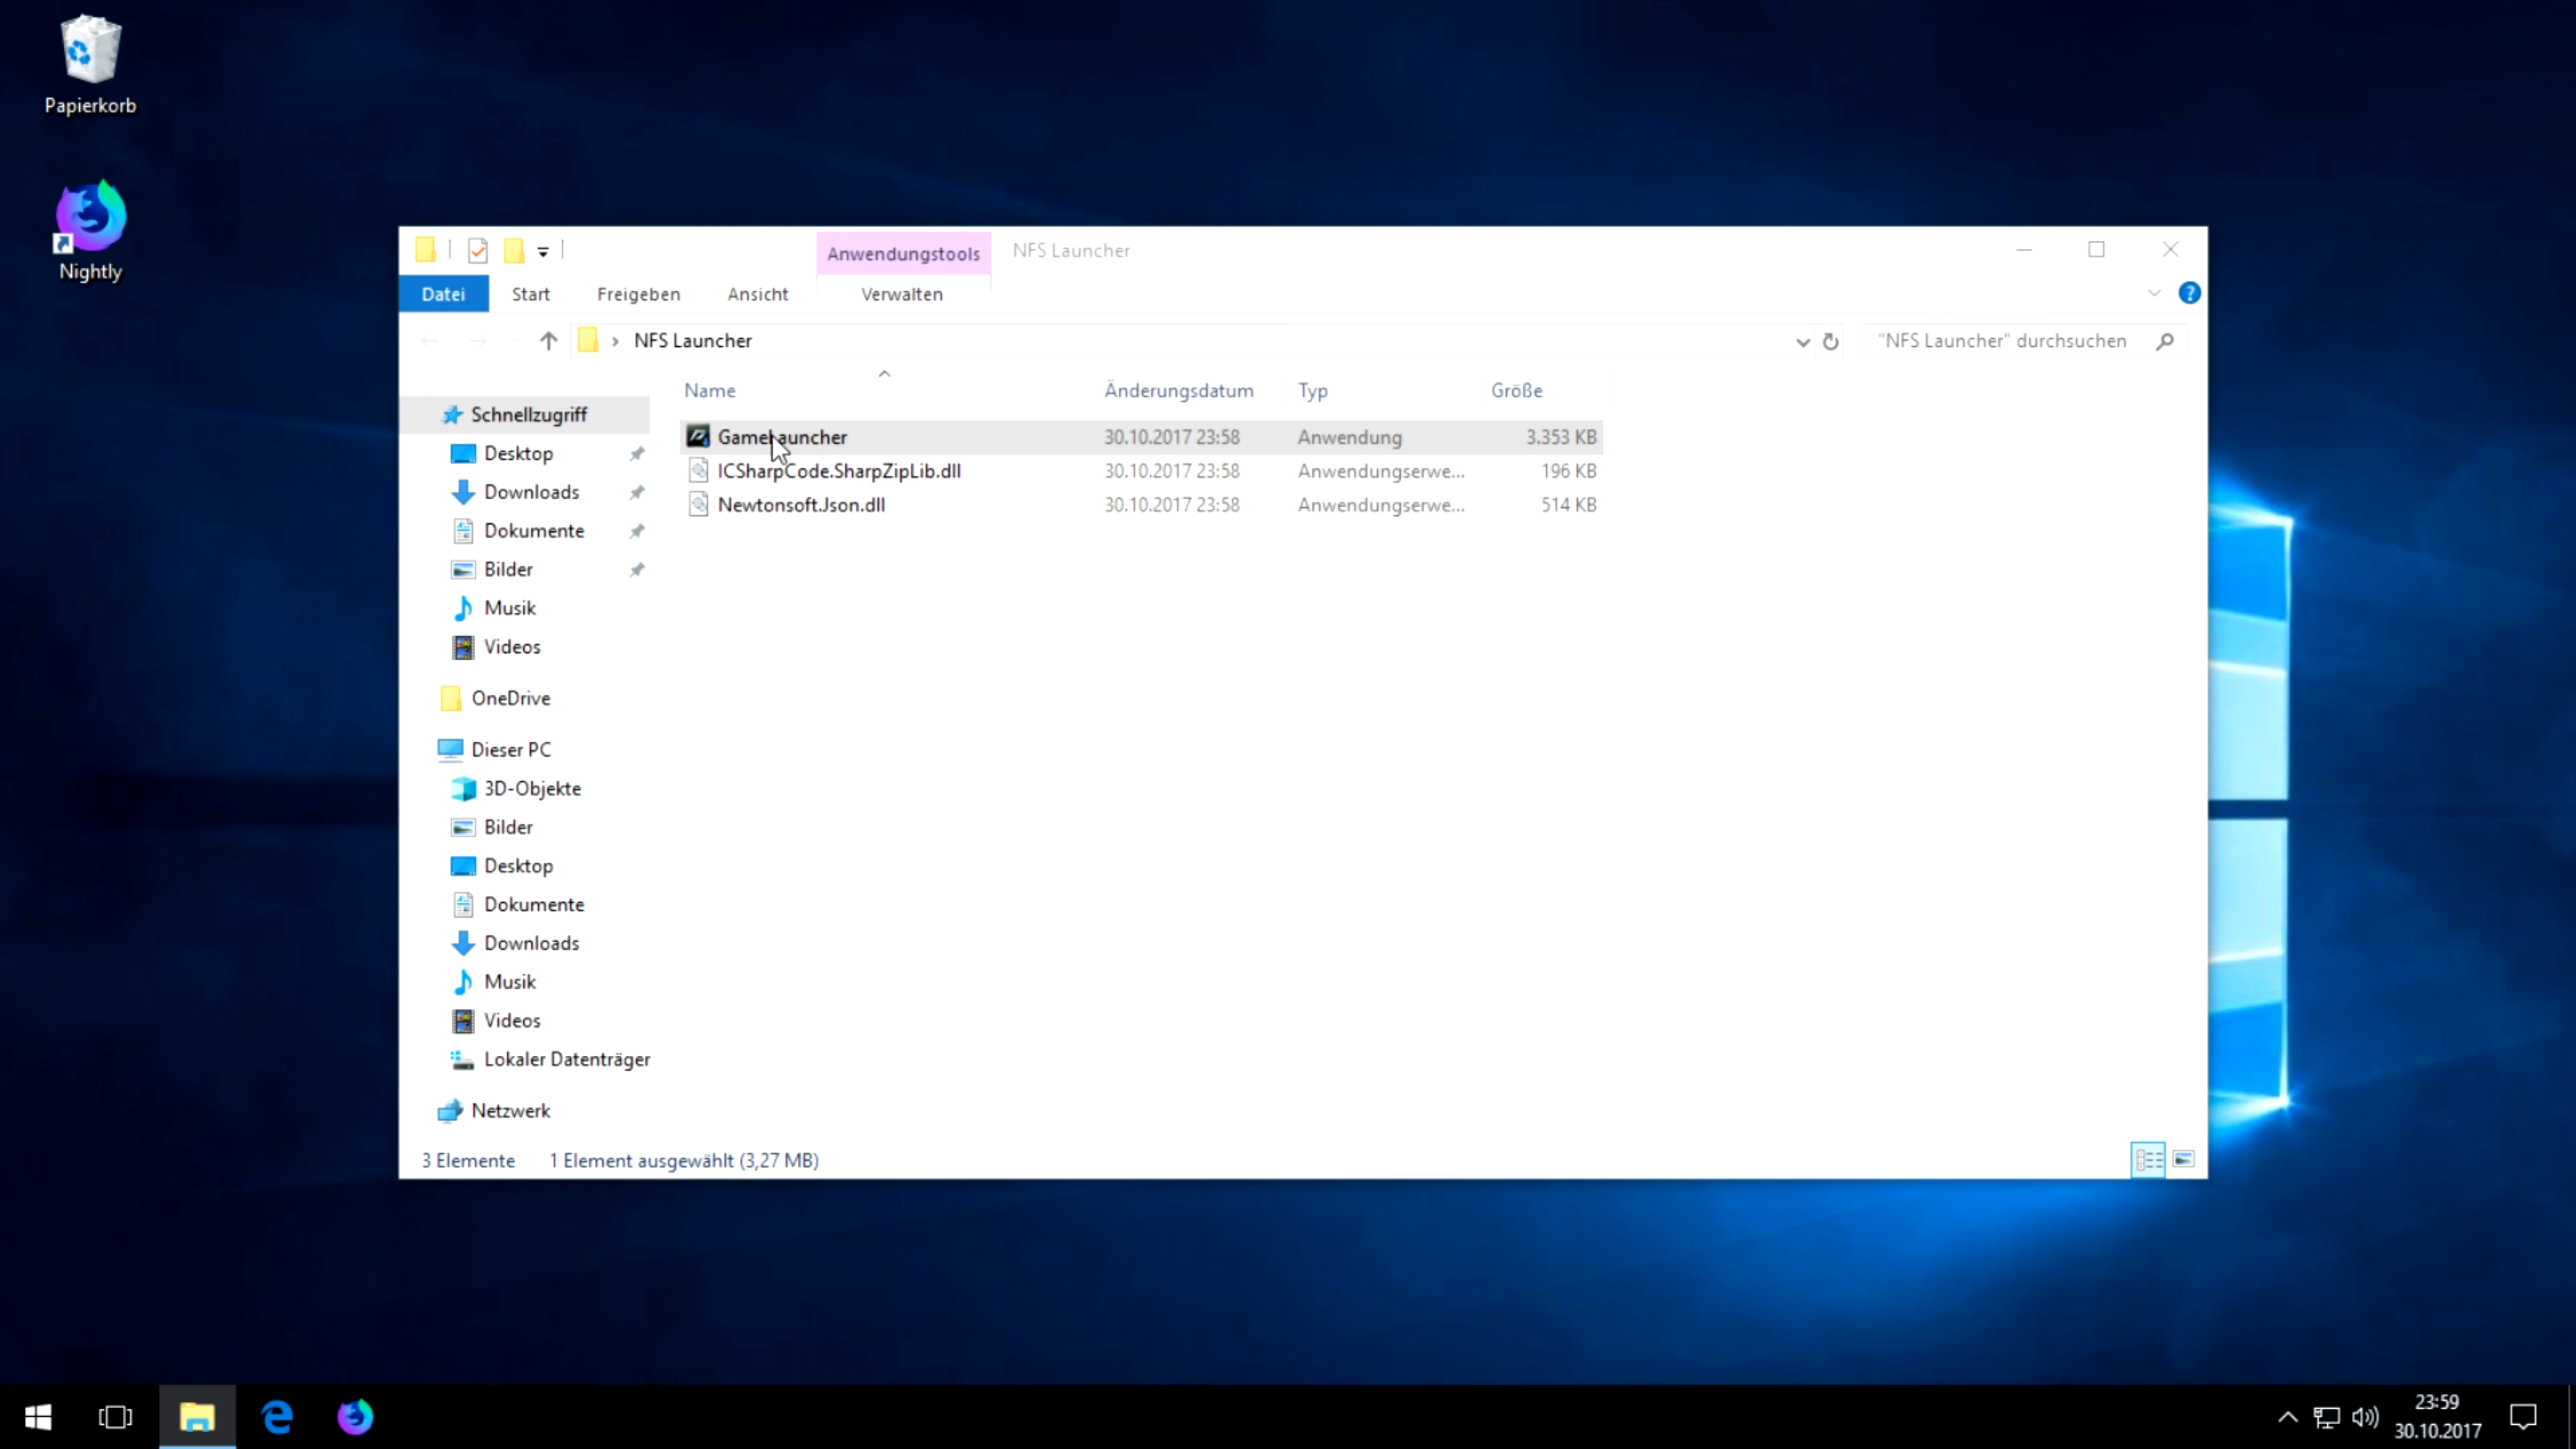 Papierkorb
Nightly
Anwendungstools NFS Launcher
Datei Start Freigeben Ansicht Verwalten
NFS Launcher
"NFS Launcher" durchsuchen
Name Änderungsdatum Typ Größe
GameLauncher 30.10.2017 23:58 Anwendung 3.353 KB
ICSharpCode.SharpZipLib.dll 30.10.2017 23:58 Anwendungserwe... 196 KB
Newtonsoft.Json.dll 30.10.2017 23:58 Anwendungserwe... 514 KB
Schnellzugriff
Desktop
Downloads
Dokumente
Bilder
Musik
Videos
OneDrive
Dieser PC
3D-Objekte
Bilder
Desktop
Dokumente
Downloads
Musik
Videos
Lokaler Datenträger
Netzwerk
3 Elemente 1 Element ausgewählt (3,27 MB)
23:59
30.10.2017